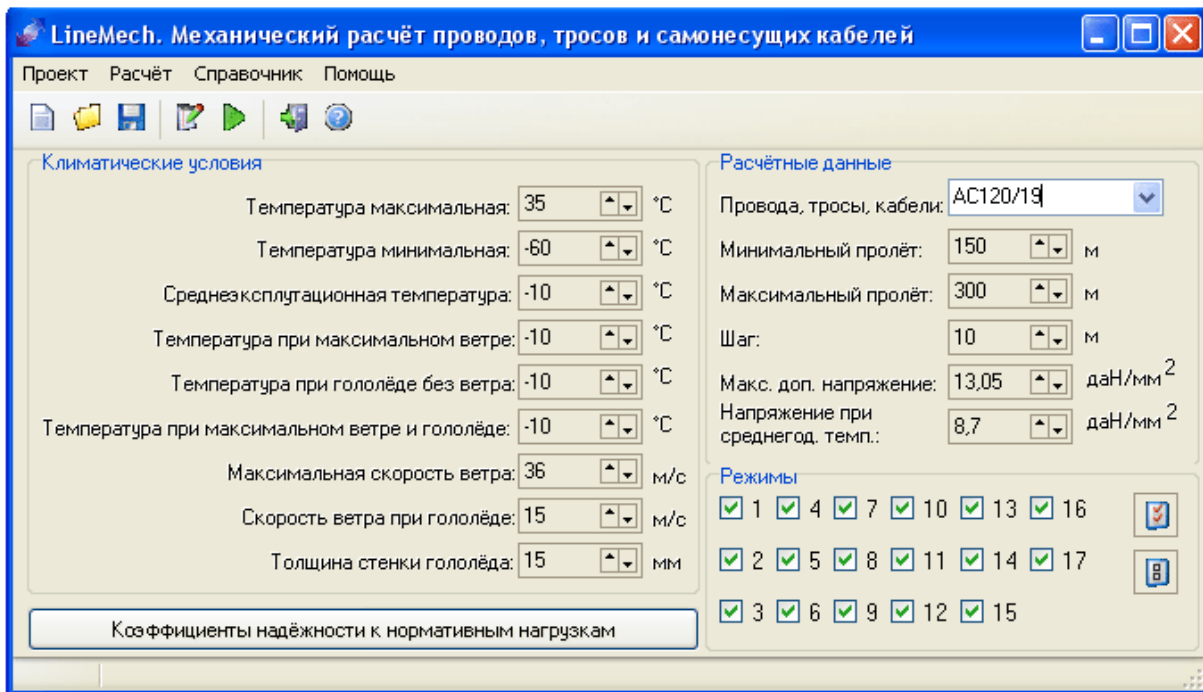 LineMech. Механический расчёт проводов, тросов и самонесущих кабелей
Проект Расчёт Справочник Помощь
Климатические условия
Температура максимальная: 35 °C
Температура минимальная: -60 °C
Среднеэксплутационная температура: -10 °C
Температура при максимальном ветре: -10 °C
Температура при гололёде без ветра: -10 °C
Температура при максимальном ветре и гололёде: -10 °C
Максимальная скорость ветра: 36 м/с
Скорость ветра при гололёде: 15 м/с
Толщина стенки гололёда: 15 мм
Коэффициенты надёжности к нормативным нагрузкам
Расчётные данные
Провода, тросы, кабели: АС120/19
Минимальный пролёт: 150 м
Максимальный пролёт: 300 м
Шаг: 10 м
Макс. доп. напряжение: 13,05 даН/мм 2
Напряжение при
среднегод. темп.: 8,7 даН/мм 2
Режимы
1 4 7 10 13 16
2 5 8 11 14 17
3 6 9 12 15